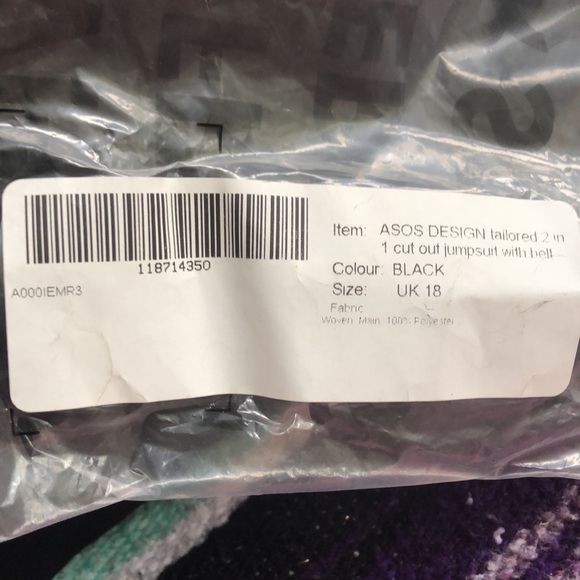 118714350
A000IEMR3
Item: ASOS DESIGN tailored 2 in
1 cut out jumpsuit with belt
Colour: BLACK
Size: UK 18
Fabric
Woven Main 100% Polyester